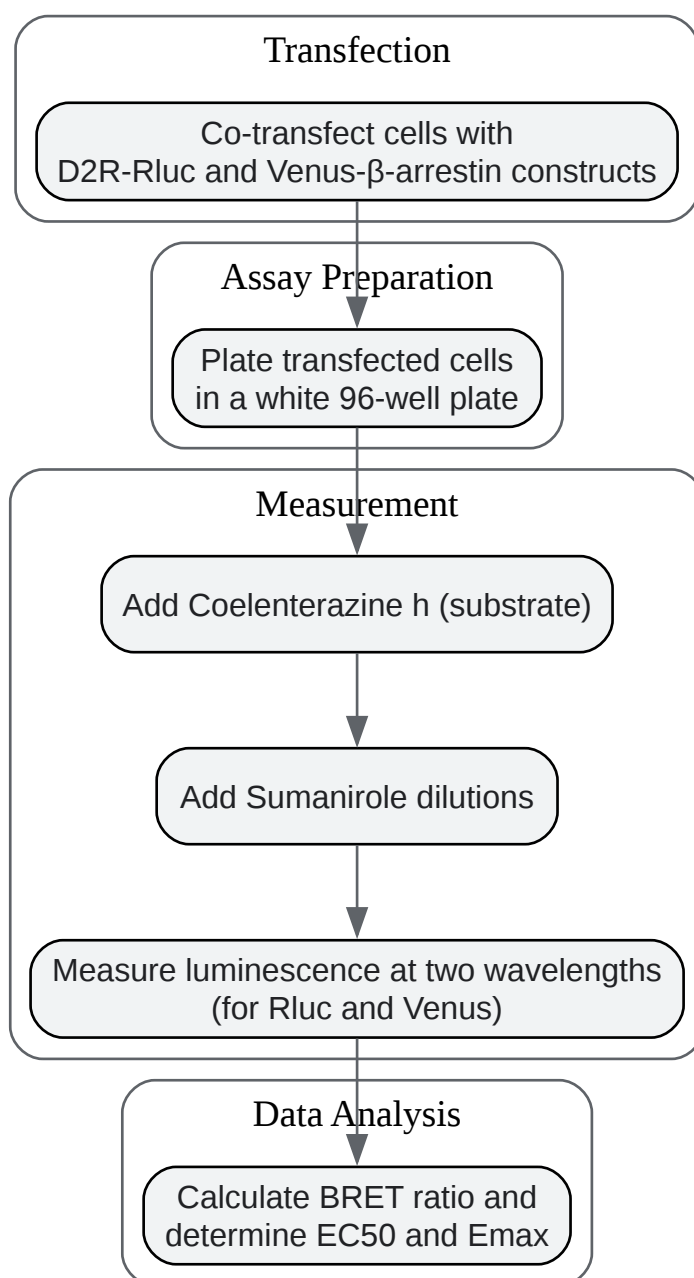 Transfection
Co-transfect cells with
D2R-Rluc and Venus-β-arrestin constructs
Assay Preparation
Plate transfected cells
in a white 96-well plate
Measurement
Add Coelenterazine h (substrate)
Add Sumanirole dilutions
Measure luminescence at two wavelengths
(for Rluc and Venus)
Data Analysis
Calculate BRET ratio and
determine EC50 and Emax